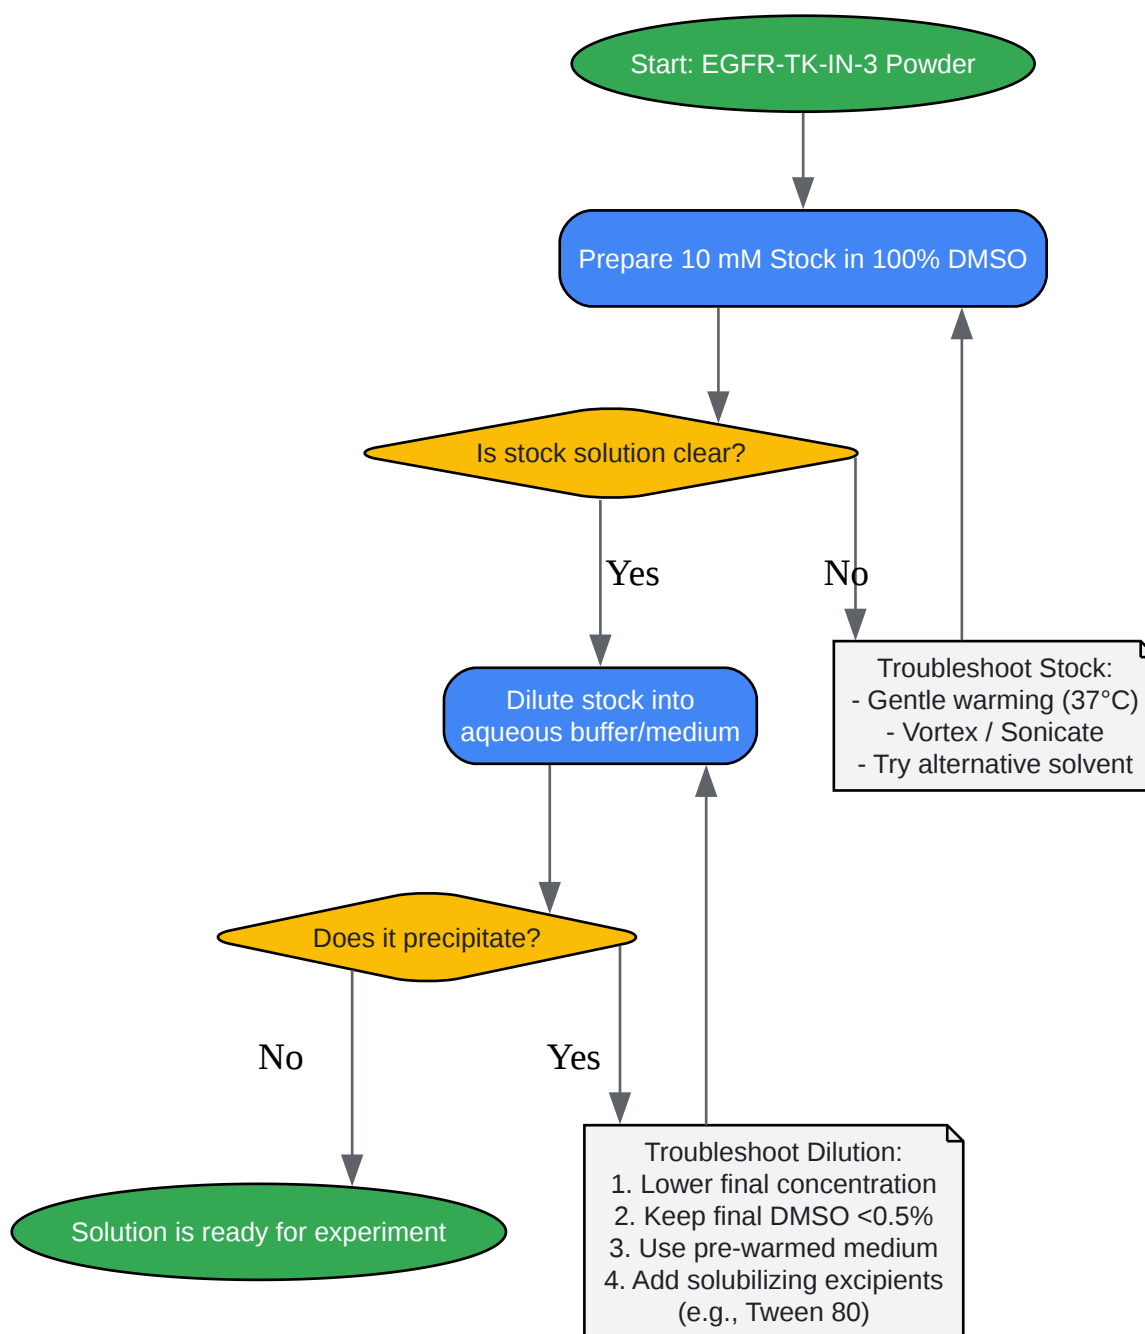 Start: EGFR-TK-IN-3 Powder
Prepare 10 mM Stock in 100% DMSO
Is stock solution clear?
Yes
No
Troubleshoot Stock:
- Gentle warming (37°C)
- Vortex / Sonicate
- Try alternative solvent
Dilute stock into
aqueous buffer/medium
Does it precipitate?
No
Yes
Troubleshoot Dilution:
1. Lower final concentration
2. Keep final DMSO <0.5%
3. Use pre-warmed medium
4. Add solubilizing excipients
(e.g., Tween 80)
Solution is ready for experiment